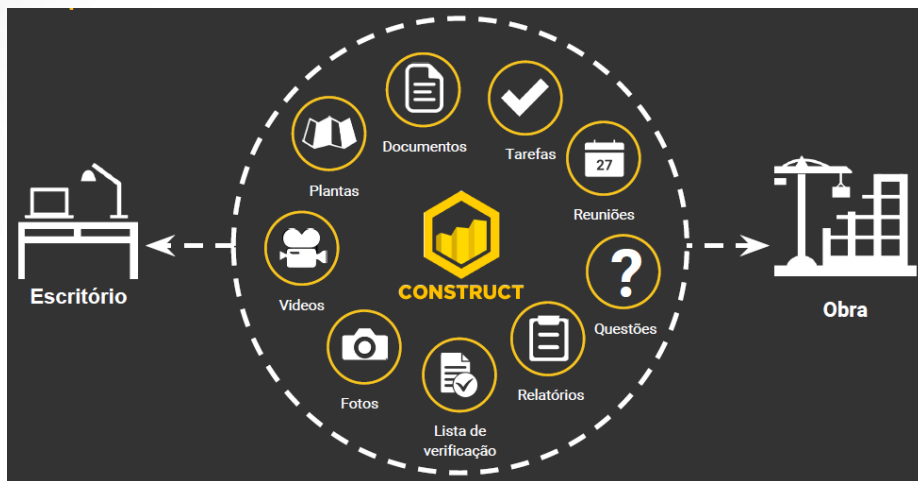 Documentos
Tarefas
Plantas
27
Reuniões
CONSTRUCT
Escritório
Videos
Questões
Obra
Fotos
Relatórios
Lista de
verificação